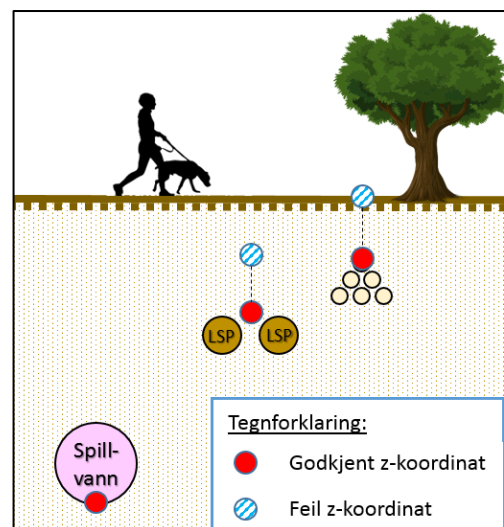 LSP
LSP
Spill-
vann
Tegnforklaring:
Godkjent z-koordinat
Feil z-koordinat